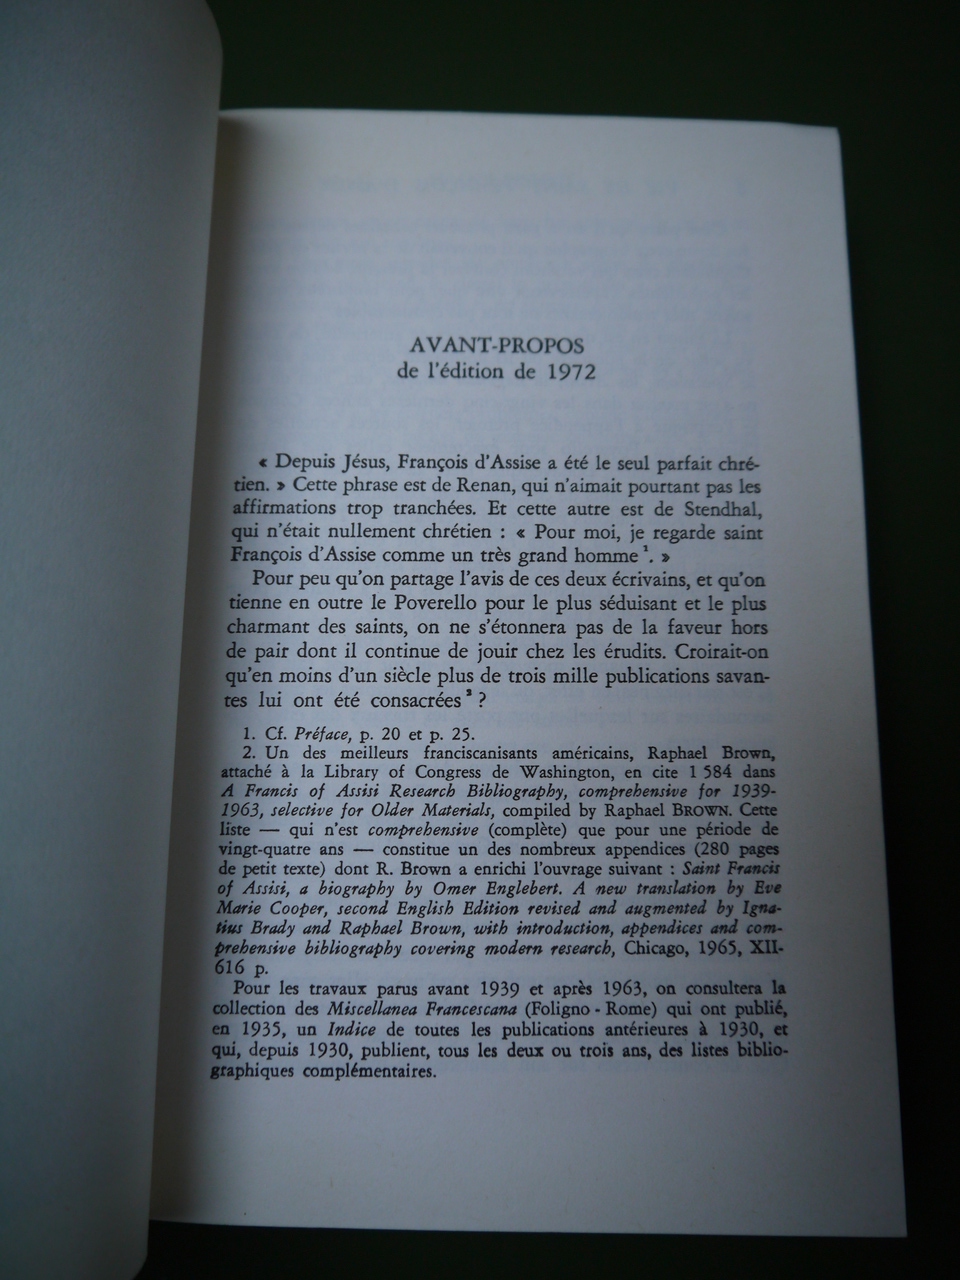 AVANT-PROPOS
de l'édition de 1972
« Depuis Jésus, François d'Assise a été le seul parfait chré-
tien. » Cette phrase est de Renan, qui n'aimait pourtant pas les
affirmations trop tranchées. Et cette autre est de Stendhal,
qui n'était nullement chrétien : « Pour moi, je regarde saint
François d'Assise comme un très grand homme ¹. »
Pour peu qu'on partage l'avis de ces deux écrivains, et qu'on
tienne en outre le Poverello pour le plus séduisant et le plus
charmant des saints, on ne s'étonnera pas de la faveur hors
de pair dont il continue de jouir chez les érudits. Croirait-on
qu'en moins d'un siècle plus de trois mille publications savan-
tes lui ont été consacrées ² ?
1. Cf. Préface, p. 20 et p. 25.
2. Un des meilleurs franciscanisants américains, Raphael Brown,
attaché à la Library of Congress de Washington, en cite 1 584 dans
A Francis of Assisi Research Bibliography, comprehensive for 1939-
1963, selective for Older Materials, compiled by Raphael BROWN. Cette
liste — qui n'est comprehensive (complète) que pour une période de
vingt-quatre ans — constitue un des nombreux appendices (280 pages
de petit texte) dont R. Brown a enrichi l'ouvrage suivant : Saint Francis
of Assisi, a biography by Omer Englebert. A new translation by Eve
Marie Cooper, second English Edition revised and augmented by Igna-
tius Brady and Raphael Brown, with introduction, appendices and com-
prehensive bibliography covering modern research, Chicago, 1965, XII-
616 p.
Pour les travaux parus avant 1939 et après 1963, on consultera la
collection des Miscellanea Francescana (Foligno - Rome) qui ont publié,
en 1935, un Indice de toutes les publications antérieures à 1930, et
qui, depuis 1930, publient, tous les deux ou trois ans, des listes biblio-
graphiques complémentaires.